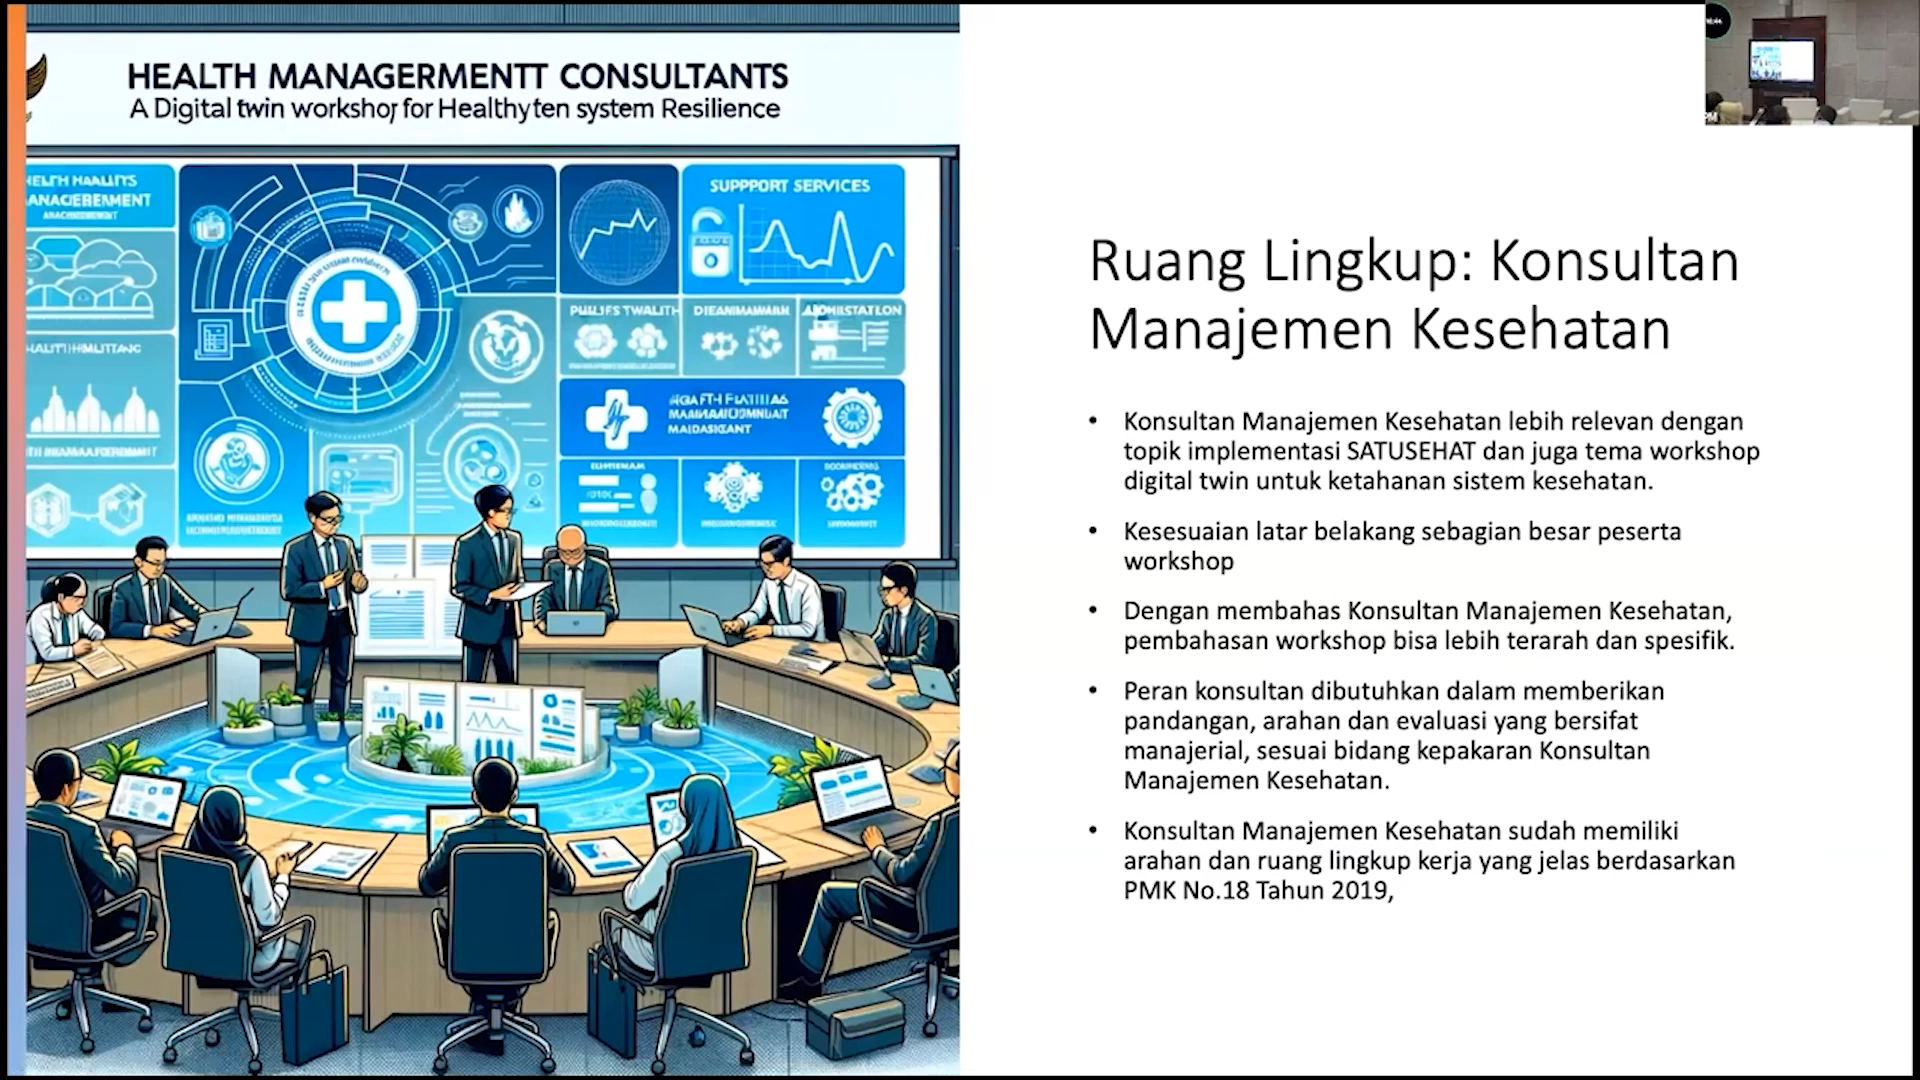 HEALTH MANAGERMENTT CONSULTANTS
A Digital twin workshoj for Healthyten system Resilience
SUPPPORT SERVICES
Ruang Lingkup: Konsultan
Manajemen Kesehatan
• Konsultan Manajemen Kesehatan lebih relevan dengan
topik implementasi SATUSEHAT dan juga tema workshop
digital twin untuk ketahanan sistem kesehatan.
• Kesesuaian latar belakang sebagian besar peserta
workshop
• Dengan membahas Konsultan Manajemen Kesehatan,
pembahasan workshop bisa lebih terarah dan spesifik.
• Peran konsultan dibutuhkan dalam memberikan
pandangan, arahan dan evaluasi yang bersifat
manajerial, sesuai bidang kepakaran Konsultan
Manajemen Kesehatan.
• Konsultan Manajemen Kesehatan sudah memiliki
arahan dan ruang lingkup kerja yang jelas berdasarkan
PMK No.18 Tahun 2019,